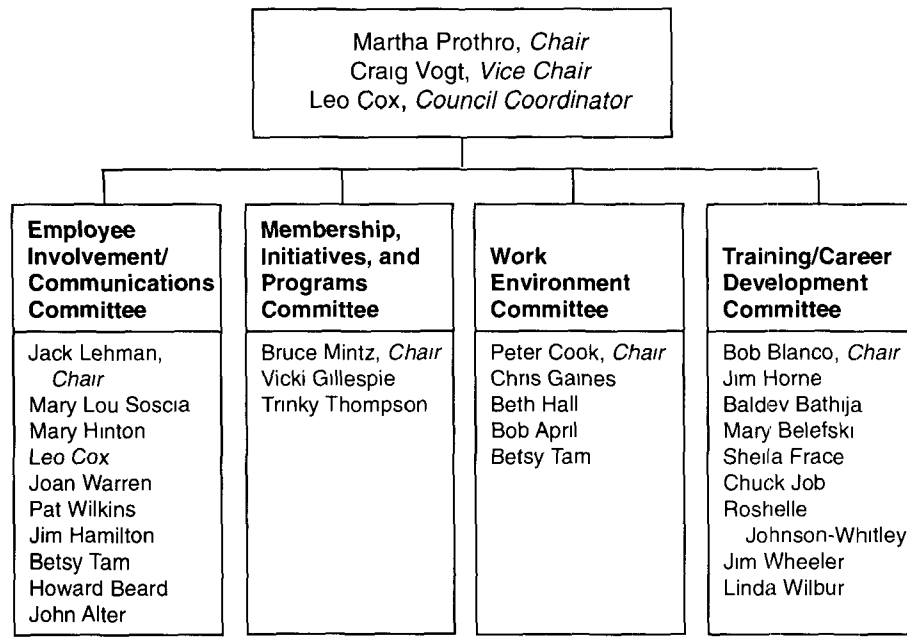 Martha Prothro, Chair
Craig Vogt, Vice Chair
Leo Cox, Council Coordinator
Employee
Involvement/
Communications
Committee
Jack Lehman,
Chair
Mary Lou Soscia
Mary Hinton
Leo Cox
Joan Warren
Pat Wilkins
Jim Hamilton
Betsy Tam
Howard Beard
John Alter
Membership,
Initiatives, and
Programs
Committee
Bruce Mintz, Chair
Vicki Gillespie
Trinky Thompson
Work
Environment
Committee
Peter Cook, Chair
Chris Gaines
Beth Hall
Bob April
Betsy Tam
Training/Career
Development
Committee
Bob Blanco, Chair
Jim Horne
Baldev Bathija
Mary Belefski
Sheila Frace
Chuck Job
Roshelle
Johnson-Whitley
Jim Wheeler
Linda Wilbur